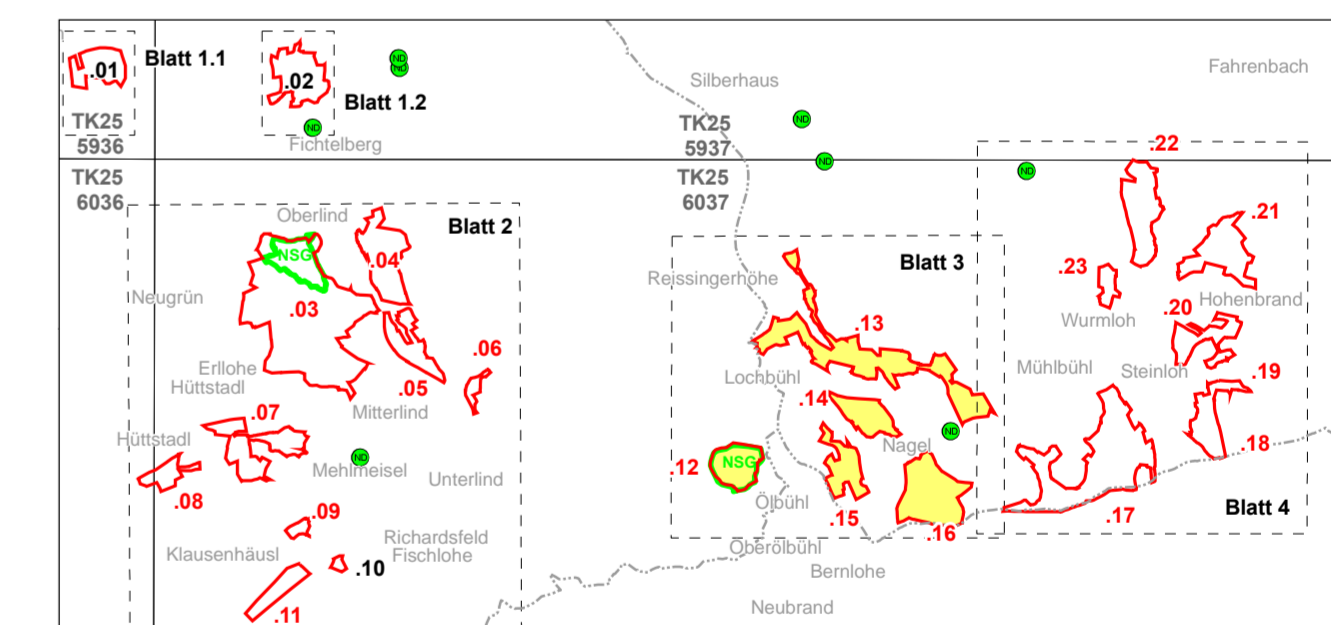 .01
Blatt 1.1
.02
Blatt 1.2
ND
ND
ND
Fichtelberg
TK25
5936
TK25
6036
Silberhaus
Fahrenbach
TK25
5937
TK25
6037
ND
ND
ND
Blatt 2
Oberlind
NSG
.03
.04
Neugrün
.05
.06
Erllohe
Hüttstadl
Mitterlind
.07
Hüttstadl
.08
ND
Mehlmeisel
Unterlind
.09
Richardsfeld
Fischlohe
Klausenhäusl
.10
.11
Blatt 3
Reissingerhöhe
.13
Lochbühl
.14
ND
Nagel
.12
NSG
Ölbühl
.15
.16
Oberölbühl
Bernlohe
Neubrand
.22
.21
.23
Hohenbrand
.20
Wurmloh
Mühlbühl
Steinloh
.19
.18
.17
Blatt 4